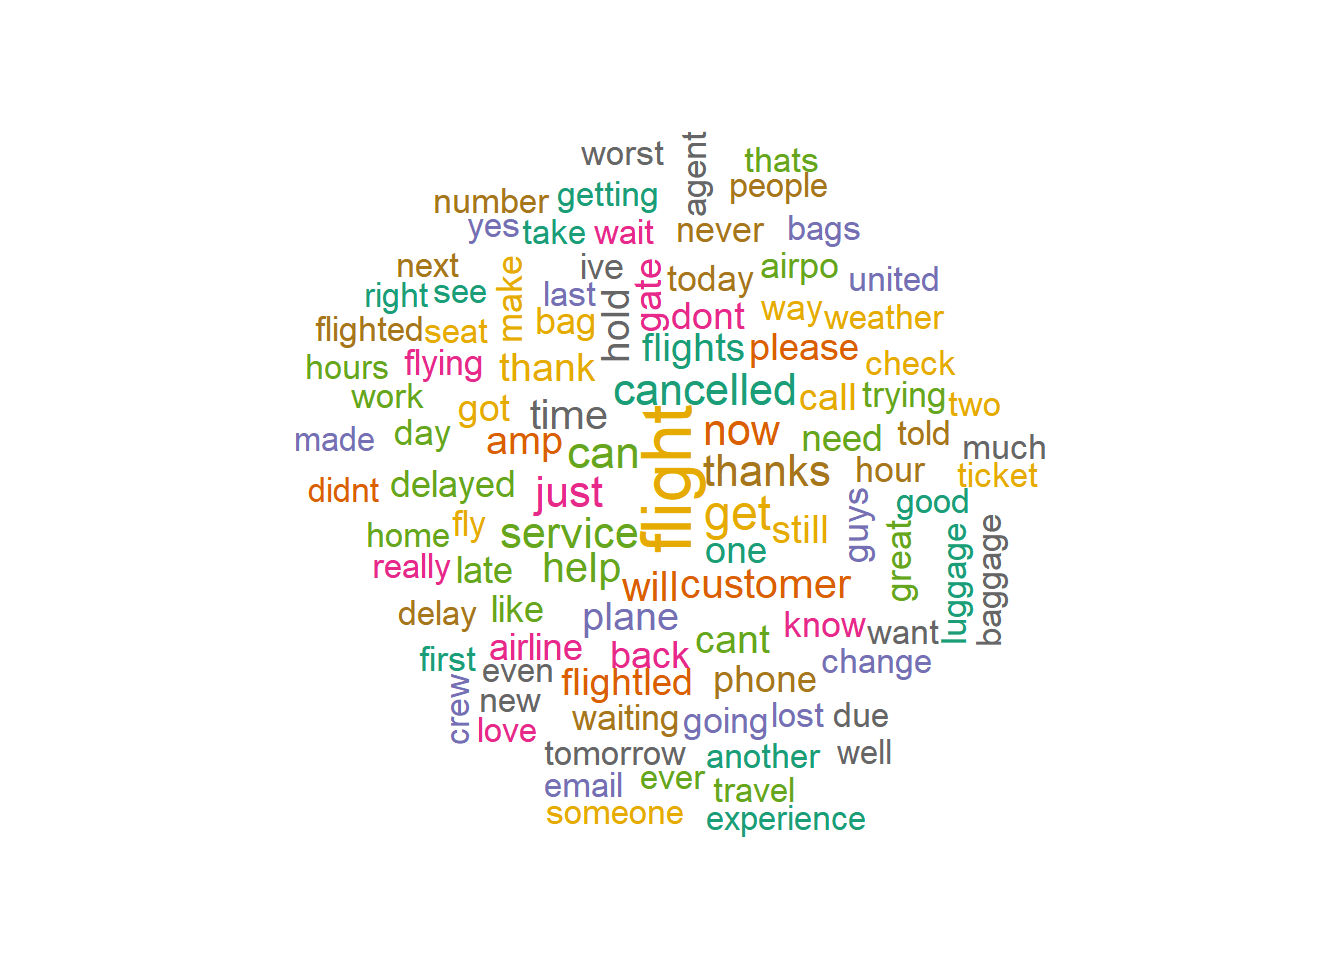 worst
agent
thats
people
number
getting
yes
take
wait
never
bags
next
make
ive
gate
today
airpo
united
right
see
last
hold
dont
way
weather
flighted
seat
bag
flights
please
check
hours
flying
thank
cancelled
call
trying
two
work
got
time
flight
now
need
told
much
made
day
amp
can
thanks
hour
ticket
didnt
delayed
just
get
still
guys
good
home
fly
service
one
great
luggage
baggage
really
late
help
will
customer
delay
like
plane
cant
know
want
first
airline
back
change
even
flightled
phone
crew
new
love
waiting
going
lost
due
tomorrow
another
well
email
ever
travel
someone
experience